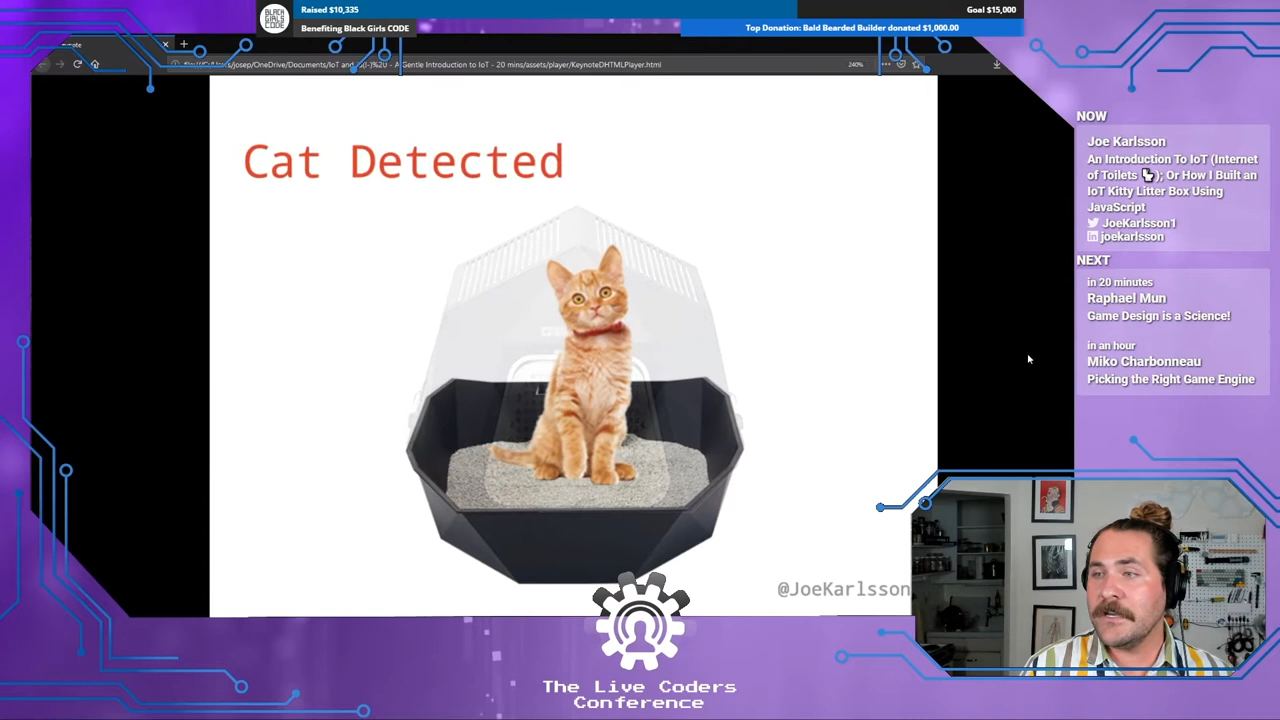 BLACK
GIRLS
CODE
Raised $10,335
Goal $15,000
Benefiting Black Girls CODE
Top Donation: Bald Bearded Builder donated $1,000.00
/OneDrive/Documents/IoT and
Gentle Introduction to IoT - 20 mins/assets/player/KeynoteDHTMLPlayer.html
240%
Cat Detected
@JoeKarlsson
NOW
Joe Karlsson
An Introduction To IoT (Internet
of Toilets 🚽); Or How I Built an
IoT Kitty Litter Box Using
JavaScript
JoeKarlsson1
joekarlsson
NEXT
in 20 minutes
Raphael Mun
Game Design is a Science!
in an hour
Miko Charbonneau
Picking the Right Game Engine
The Live Coders
Conference